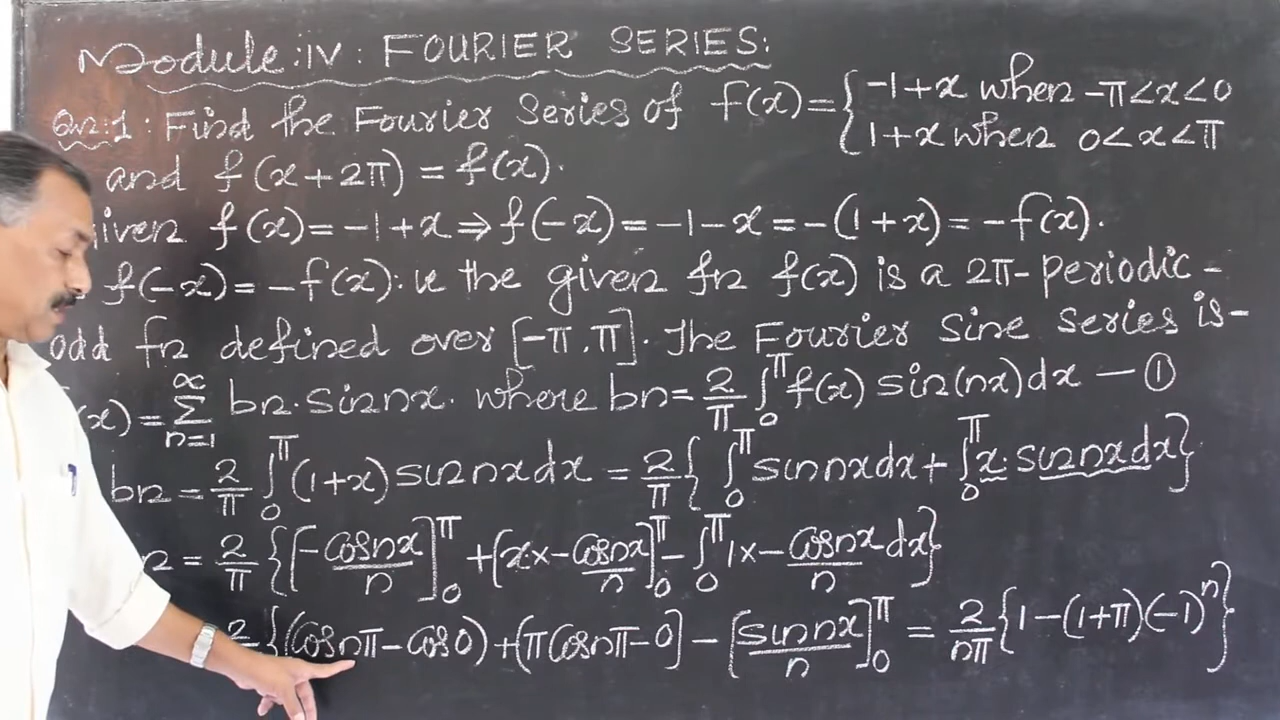 Module: IV : FOURIER SERIES:
Qn:1 : Find the Fourier Series of f(x) = { -1+x when -π<x<0
1+x when 0<x<π
and f(x+2π) = f(x).
iven f(x) = -1+x ⇒ f(-x) = -1-x = -(1+x) = -f(x).
f(-x) = -f(x). ie the given fn f(x) is a 2π-periodic -
odd fn defined over [-π,π]. The Fourier Sine Series is-
(x) = ∑_{n=1}^{∞} bn.sin nx. where bn = 2/π ∫_0^π f(x) sin(nx)dx — ①
bn = 2/π ∫_0^π (1+x) sin nx dx = 2/π { ∫_0^π sin nx dx + ∫_0^π x. sin nx dx }.
n = 2/π { [-cos nx/n]_0^π + [x × -cos nx/n]_0^π - ∫_0^π 1 × -cos nx/n dx }
2 {(cos nπ - cos 0) + (π cos nπ - 0] - [sin nx/n]_0^π = 2/nπ {1-(1+π)(-1)^n}